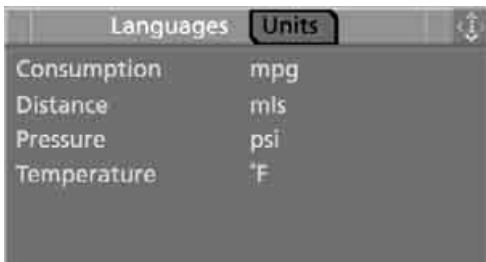 Languages Units
Consumption mpg
Distance mls
Pressure psi
Temperature °F